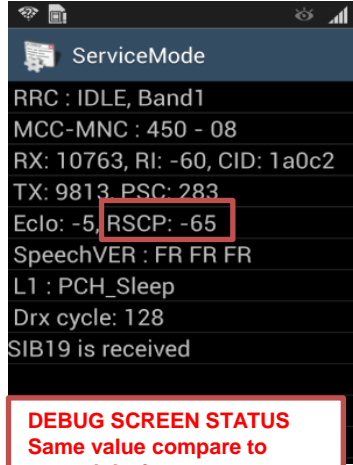 ServiceMode
RRC : IDLE, Band1
MCC-MNC : 450 - 08
RX: 10763, RI: -60, CID: 1a0c2
TX: 9813, PSC: 283
EcIo: -5, RSCP: -65
SpeechVER : FR FR FR
L1 : PCH_Sleep
Drx cycle: 128
SIB19 is received
DEBUG SCREEN STATUS
Same value compare to